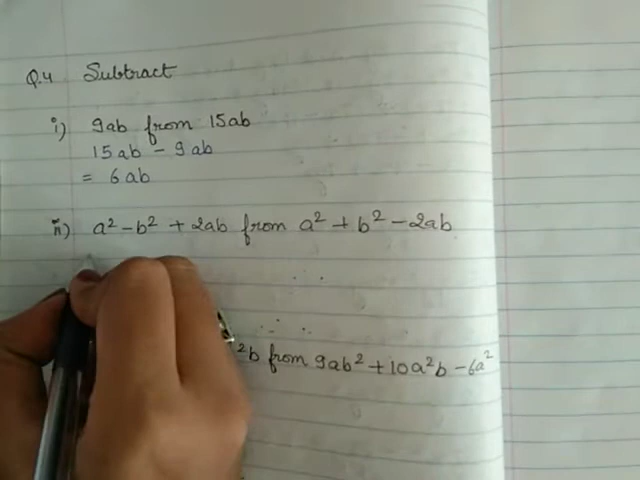 Q.4 Subtract
i) 9ab from 15ab
15ab - 9ab
= 6ab
ii) a² - b² + 2ab from a² + b² - 2ab
²b from 9ab² + 10a²b - 6a²